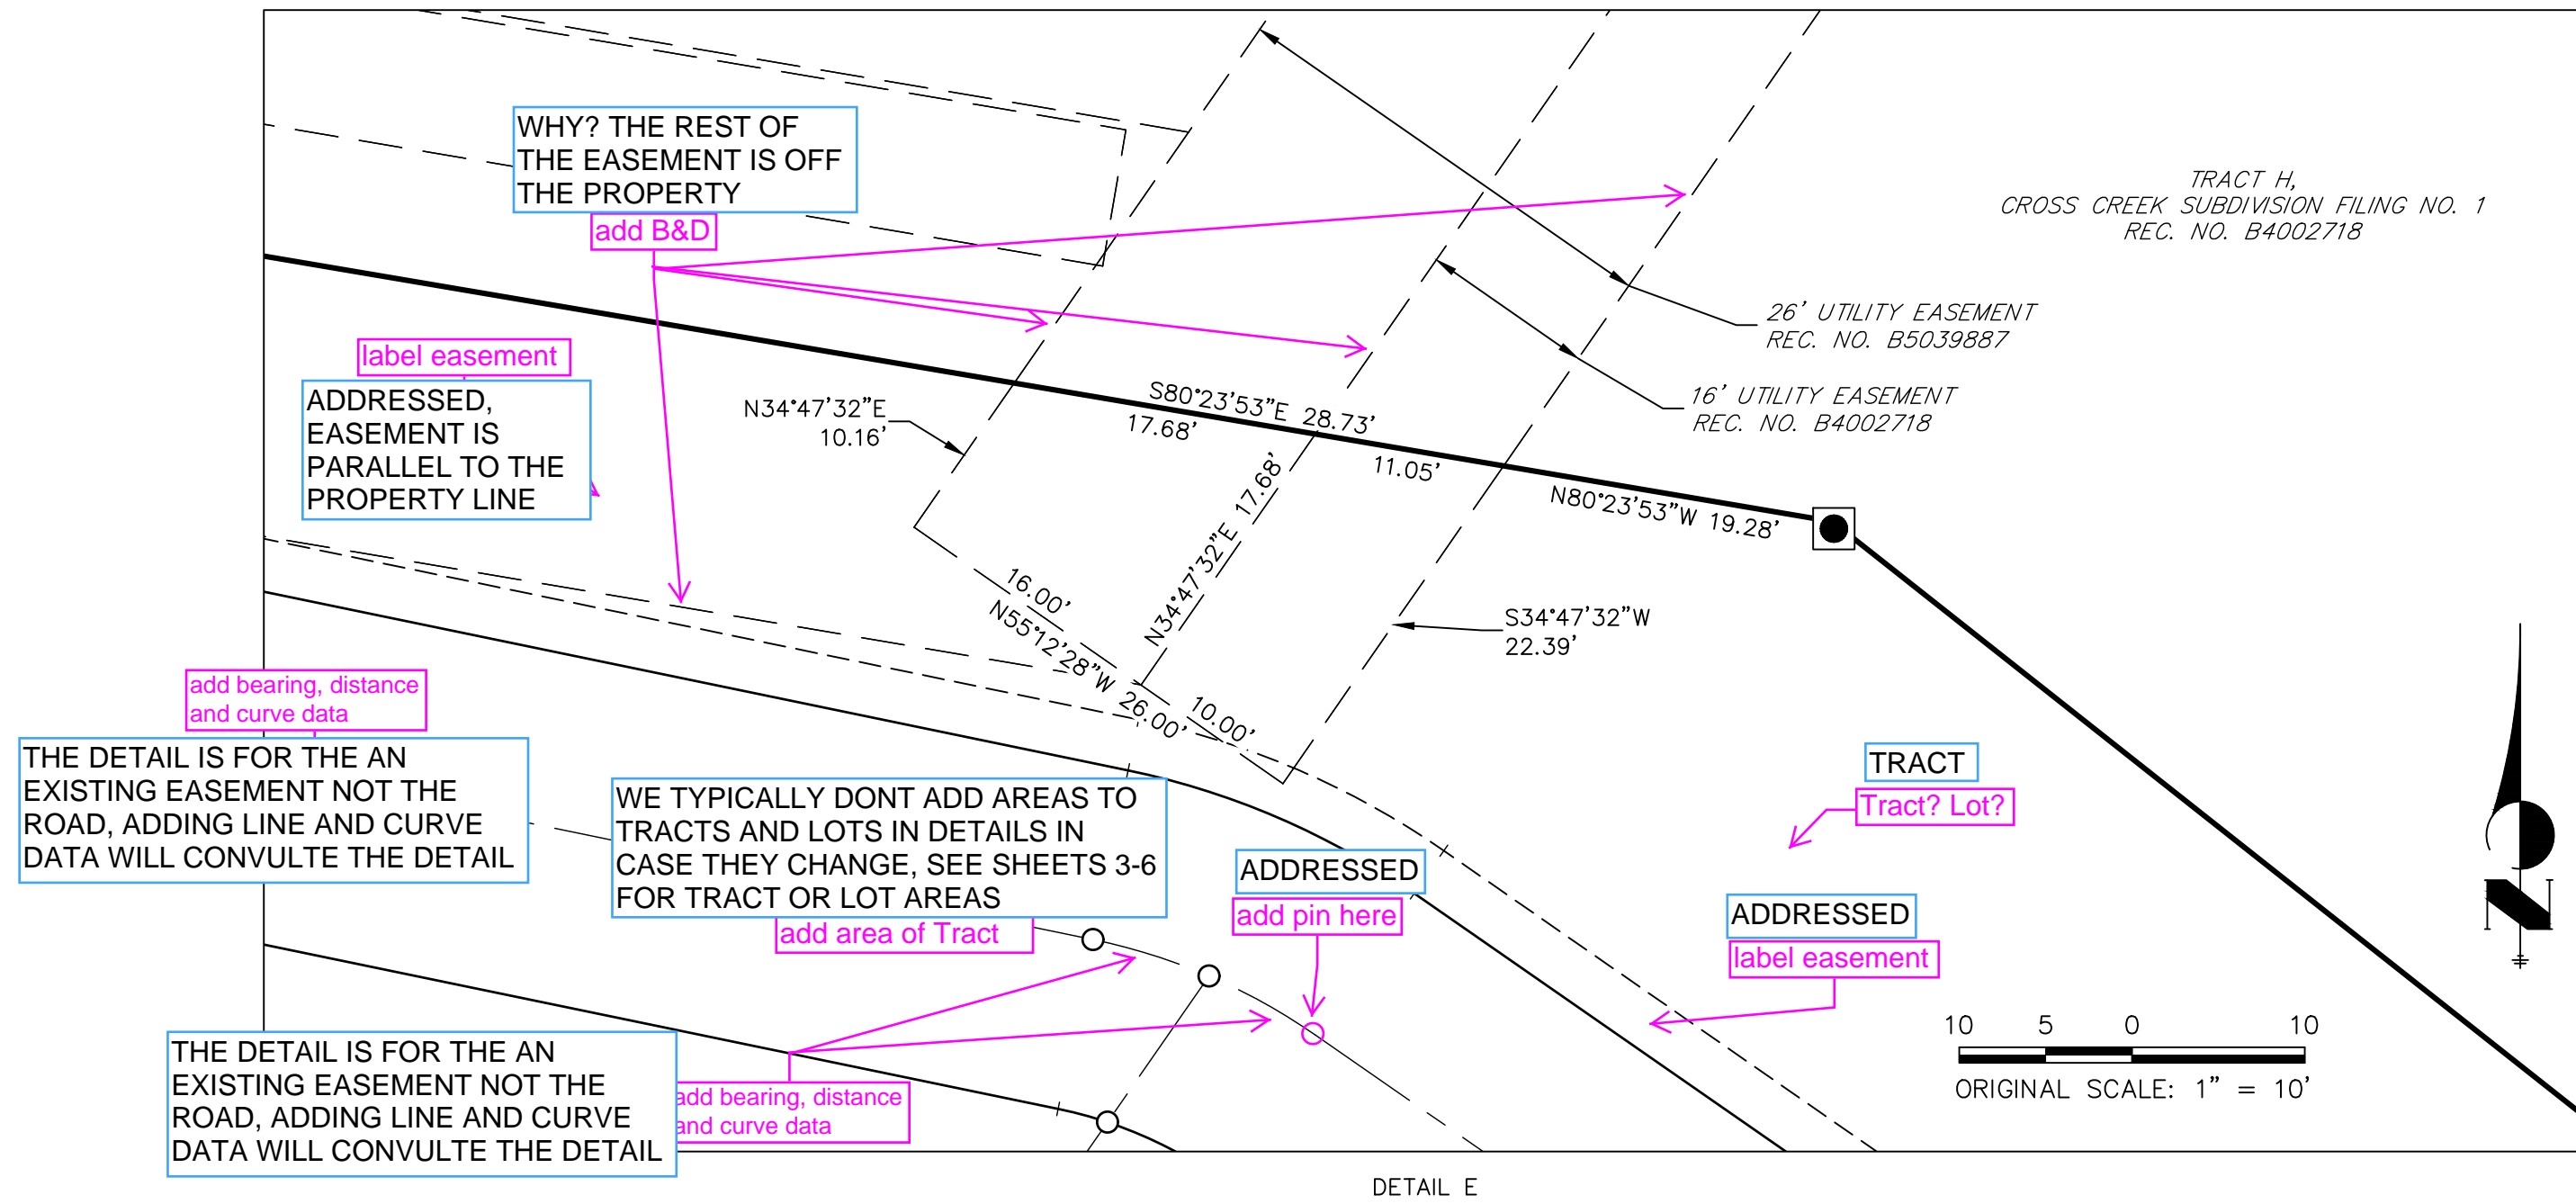 WHY? THE REST OF
THE EASEMENT IS OFF
THE PROPERTY
add B&D
TRACT H,
CROSS CREEK SUBDIVISION FILING NO. 1
REC. NO. B4002718
26' UTILITY EASEMENT
REC. NO. B5039887
16' UTILITY EASEMENT
REC. NO. B4002718
label easement
ADDRESSED,
EASEMENT IS
PARALLEL TO THE
PROPERTY LINE
N34°47'32"E
10.16'
S80°23'53"E 28.73'
17.68'
11.05'
N80°23'53"W 19.28'
N34°47'32"E 17.68'
16.00'
N55°12'28"W 26.00'
10.00'
S34°47'32"W
22.39'
add bearing, distance
and curve data
THE DETAIL IS FOR THE AN
EXISTING EASEMENT NOT THE
ROAD, ADDING LINE AND CURVE
DATA WILL CONVULTE THE DETAIL
WE TYPICALLY DONT ADD AREAS TO
TRACTS AND LOTS IN DETAILS IN
CASE THEY CHANGE, SEE SHEETS 3-6
FOR TRACT OR LOT AREAS
add area of Tract
ADDRESSED
add pin here
TRACT
Tract? Lot?
ADDRESSED
label easement
N
10 5 0 10
ORIGINAL SCALE: 1" = 10'
THE DETAIL IS FOR THE AN
EXISTING EASEMENT NOT THE
ROAD, ADDING LINE AND CURVE
DATA WILL CONVULTE THE DETAIL
add bearing, distance
and curve data
DETAIL E